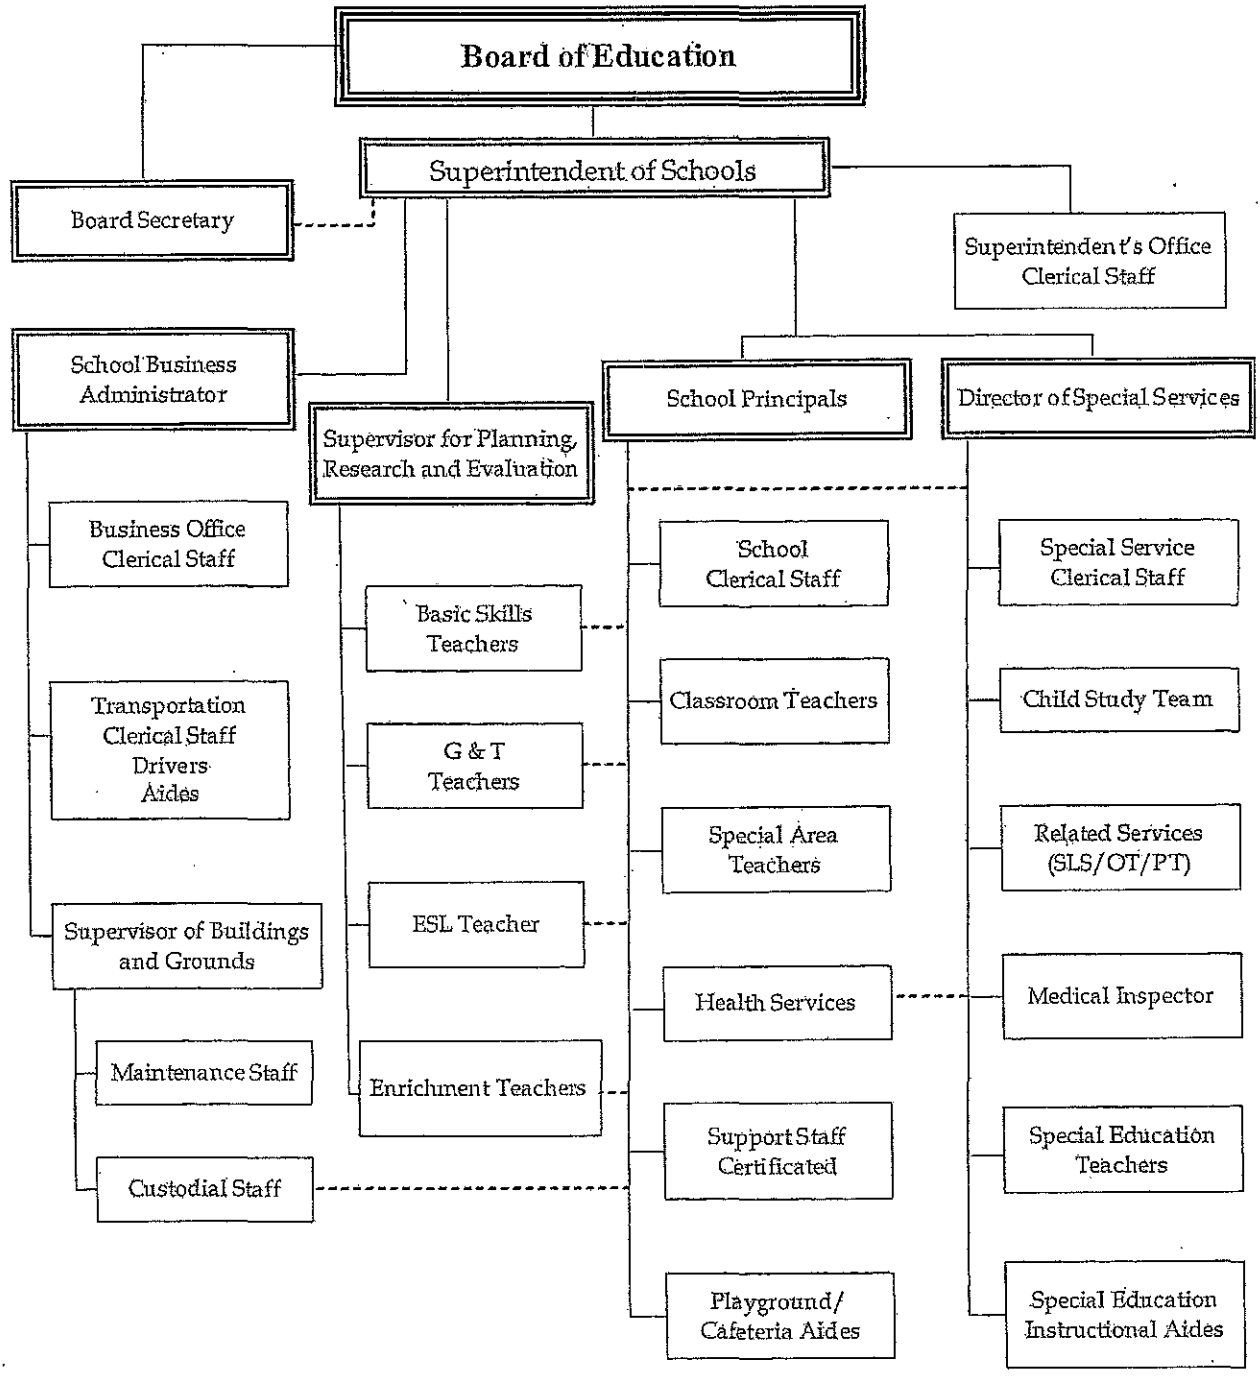 Board of Education
Superintendent of Schools
Board Secretary
Superintendent's Office
Clerical Staff
School Business
Administrator
School Principals
Director of Special Services
Supervisor for Planning,
Research and Evaluation
Business Office
Clerical Staff
School
Clerical Staff
Special Service
Clerical Staff
Basic Skills
Teachers
Transportation
Clerical Staff
Drivers
Aides
Classroom Teachers
Child Study Team
G & T
Teachers
Special Area
Teachers
Related Services
(SLS/OT/PT)
Supervisor of Buildings
and Grounds
ESL Teacher
Health Services
Medical Inspector
Maintenance Staff
Enrichment Teachers
Support Staff
Certificated
Special Education
Teachers
Custodial Staff
Playground/
Cafeteria Aides
Special Education
Instructional Aides